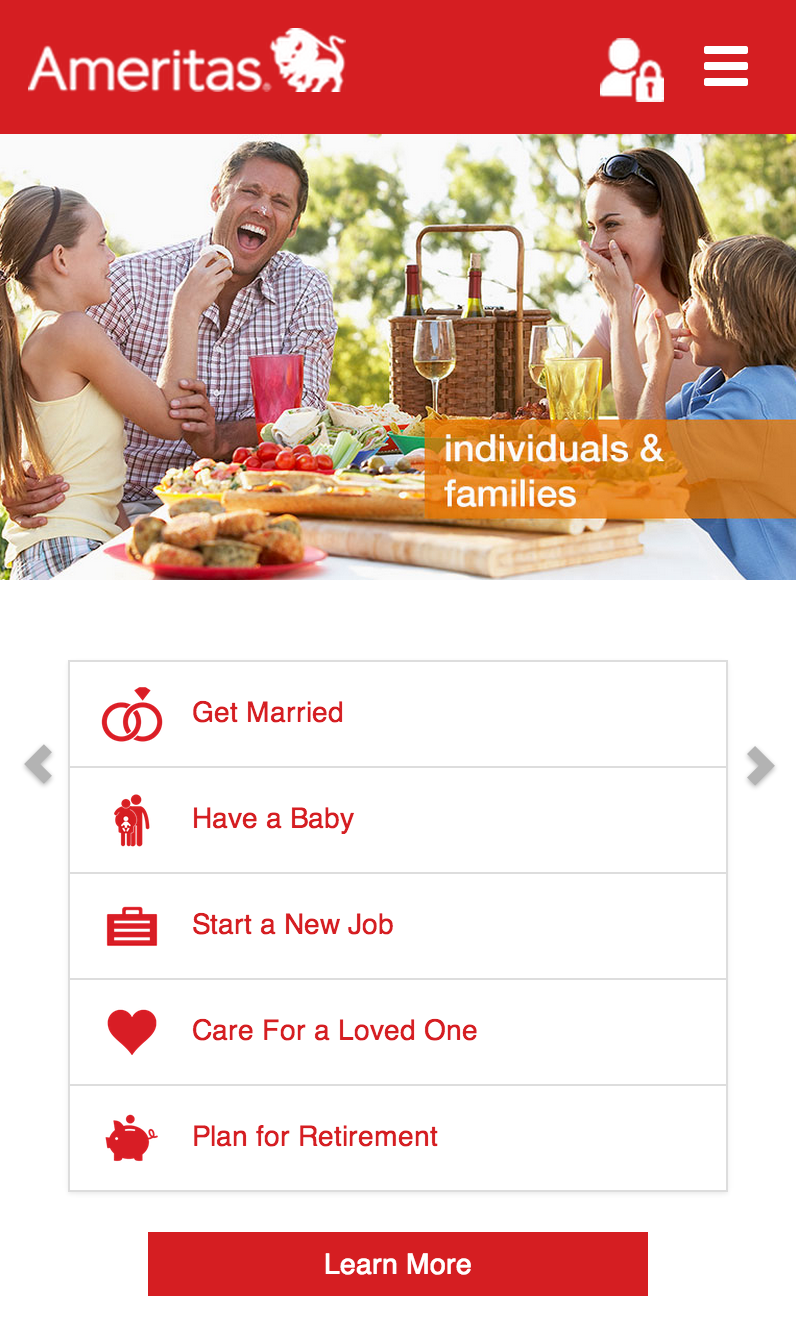 Ameritas®
individuals &
families
Get Married
Have a Baby
Start a New Job
Care For a Loved One
Plan for Retirement
Learn More